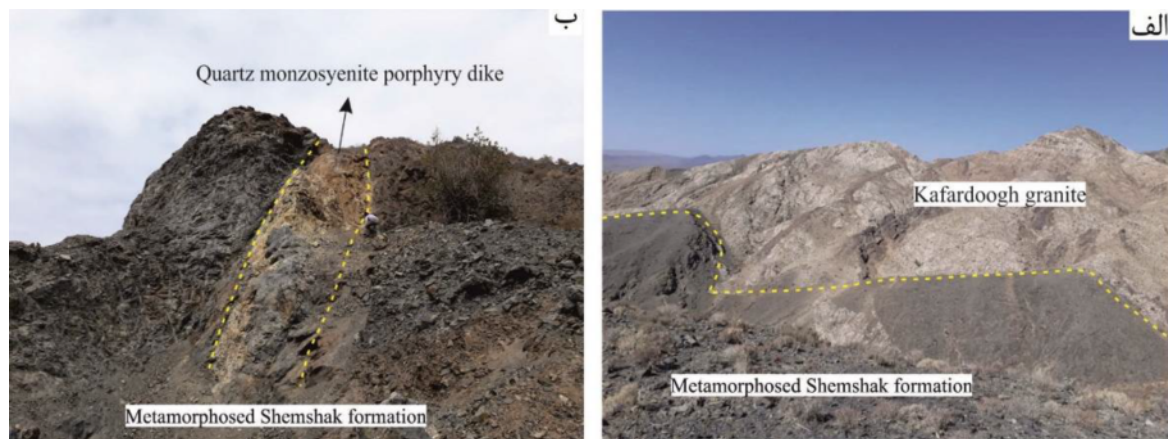 الف
Kafardoogh granite
Metamorphosed Shemshak formation
ب
Quartz monzosyenite porphyry dike
Metamorphosed Shemshak formation